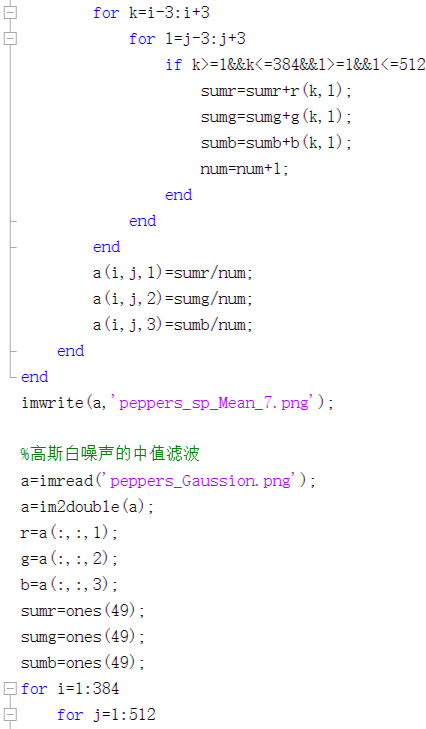 for k=i-3:i+3
for l=j-3:j+3
if k>=1&&k<=384&&l>=1&&l<=512
sumr=sumr+r(k,l);
sumg=sumg+g(k,l);
sumb=sumb+b(k,l);
num=num+1;
end
end
end
a(i,j,1)=sumr/num;
a(i,j,2)=sumg/num;
a(i,j,3)=sumb/num;
end
end
imwrite(a,'peppers_sp_Mean_7.png');
%高斯白噪声的中值滤波
a=imread('peppers_Gaussion.png');
a=im2double(a);
r=a(:,:,1);
g=a(:,:,2);
b=a(:,:,3);
sumr=ones(49);
sumg=ones(49);
sumb=ones(49);
for i=1:384
for j=1:512